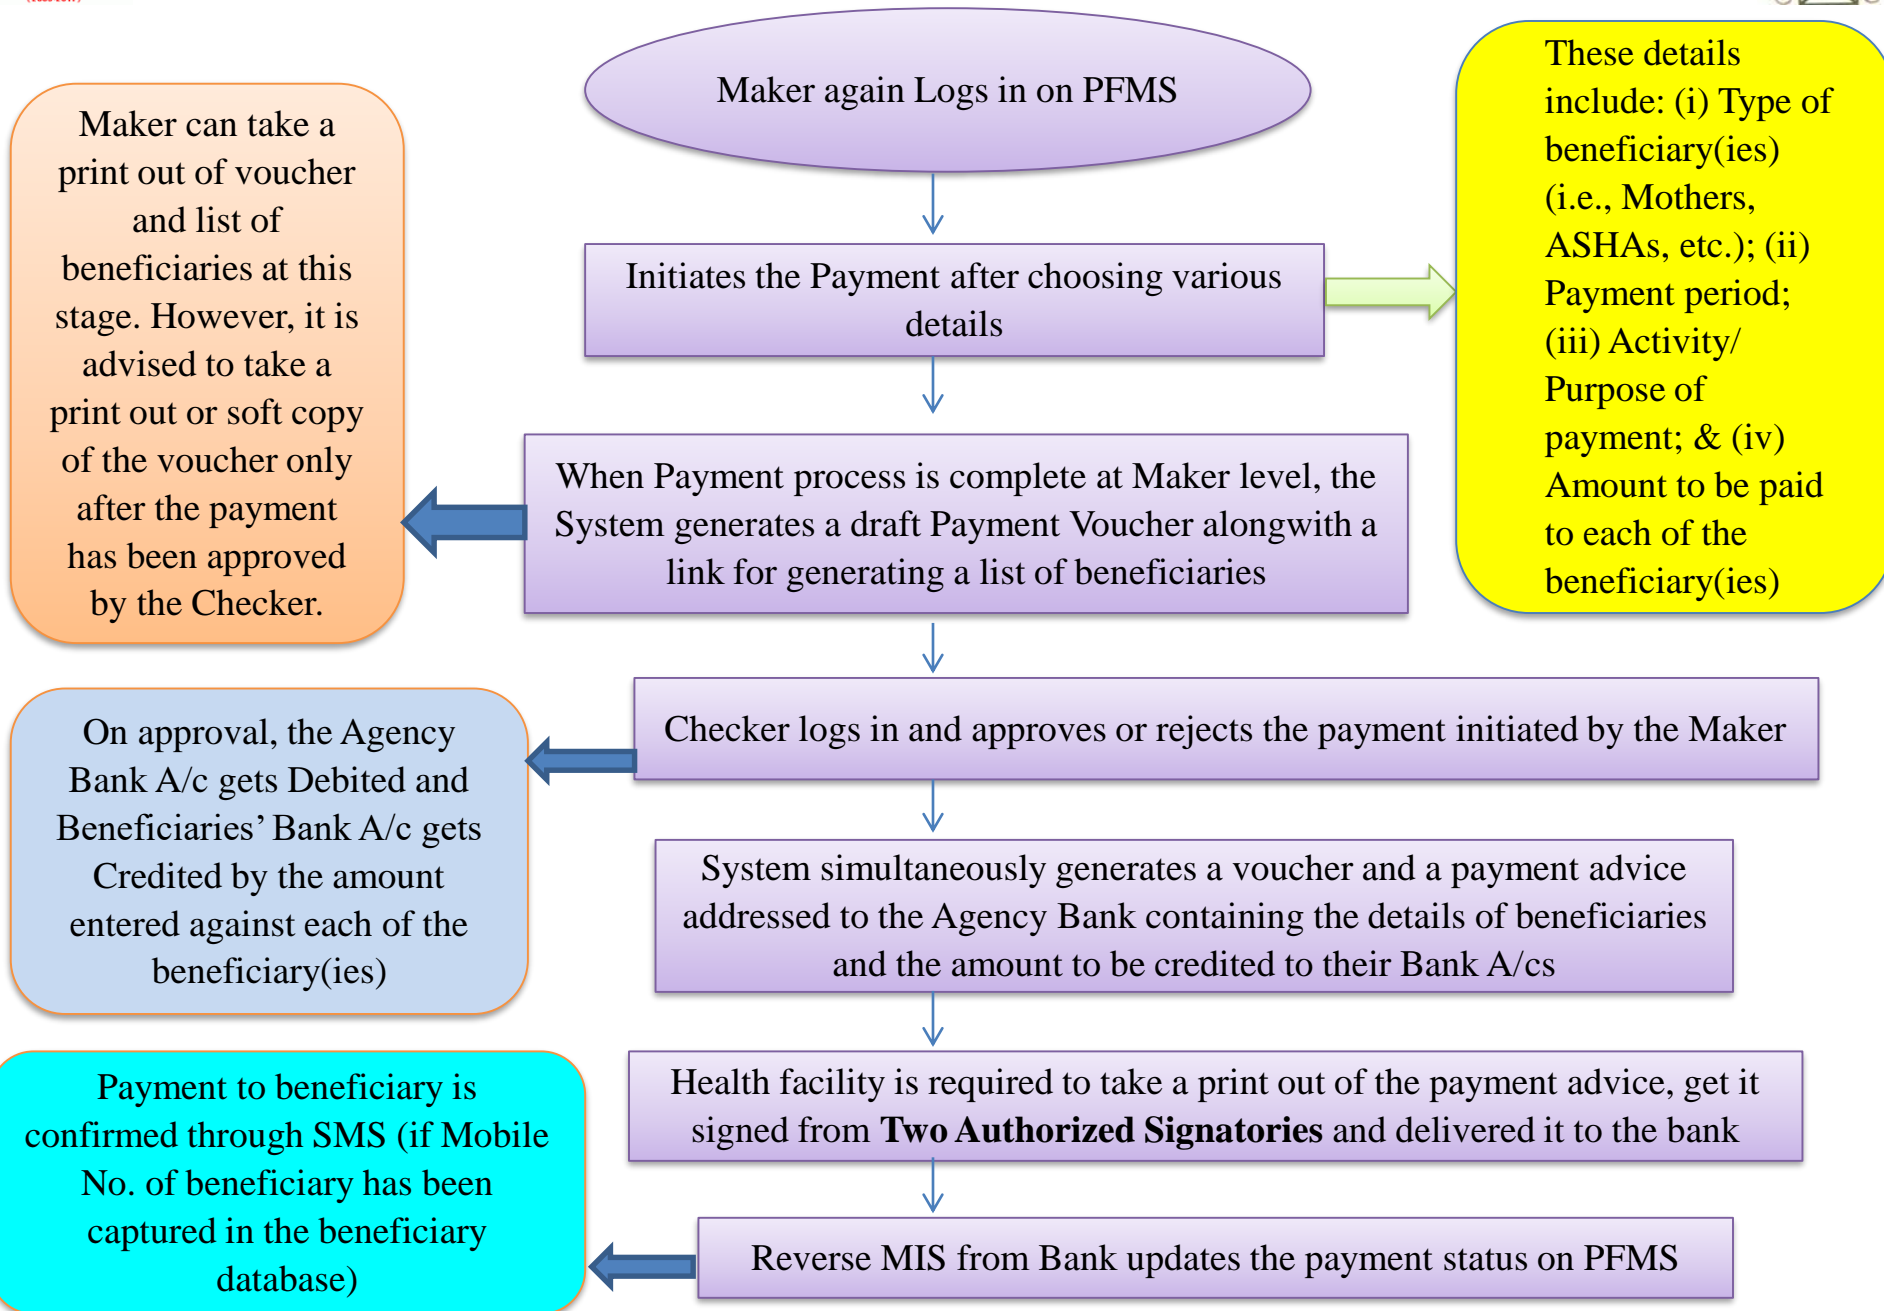 Maker again Logs in on PFMS
Maker can take a
print out of voucher
and list of
beneficiaries at this
stage. However, it is
advised to take a
print out or soft copy
of the voucher only
after the payment
has been approved
by the Checker.
Initiates the Payment after choosing various
details
These details
include: (i) Type of
beneficiary(ies)
(i.e., Mothers,
ASHAs, etc.); (ii)
Payment period;
(iii) Activity/
Purpose of
payment; & (iv)
Amount to be paid
to each of the
beneficiary(ies)
When Payment process is complete at Maker level, the
System generates a draft Payment Voucher alongwith a
link for generating a list of beneficiaries
Checker logs in and approves or rejects the payment initiated by the Maker
On approval, the Agency
Bank A/c gets Debited and
Beneficiaries' Bank A/c gets
Credited by the amount
entered against each of the
beneficiary(ies)
System simultaneously generates a voucher and a payment advice
addressed to the Agency Bank containing the details of beneficiaries
and the amount to be credited to their Bank A/cs
Health facility is required to take a print out of the payment advice, get it
signed from Two Authorized Signatories and delivered it to the bank
Payment to beneficiary is
confirmed through SMS (if Mobile
No. of beneficiary has been
captured in the beneficiary
database)
Reverse MIS from Bank updates the payment status on PFMS